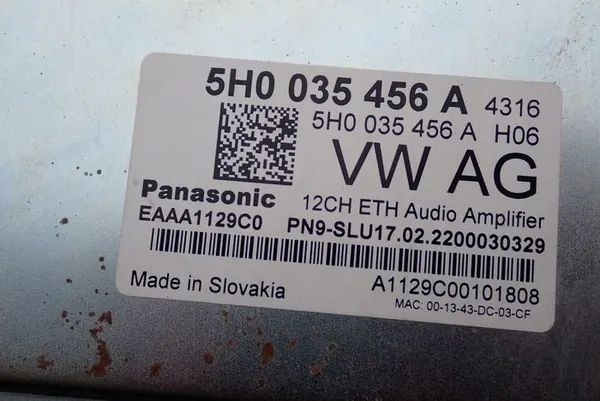 5H0 035 456 A 4316
5H0 035 456 A H06
VW AG
Panasonic 12CH ETH Audio Amplifier
EAAA1129C0 PN9-SLU17.02.2200030329
Made in Slovakia A1129C00101808
MAC: 00-13-43-DC-03-CF